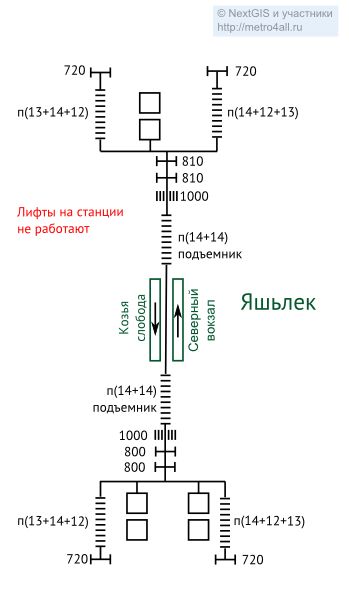 © NextGIS и участники
http://metro4all.ru
720
720
п(13+14+12)
п(14+12+13)
810
810
1000
Лифты на станции
не работают
п(14+14)
подъемник
Козья
слобода
Северный
вокзал
Яшьлек
п(14+14)
подъемник
1000
800
800
п(13+14+12)
п(14+12+13)
720
720